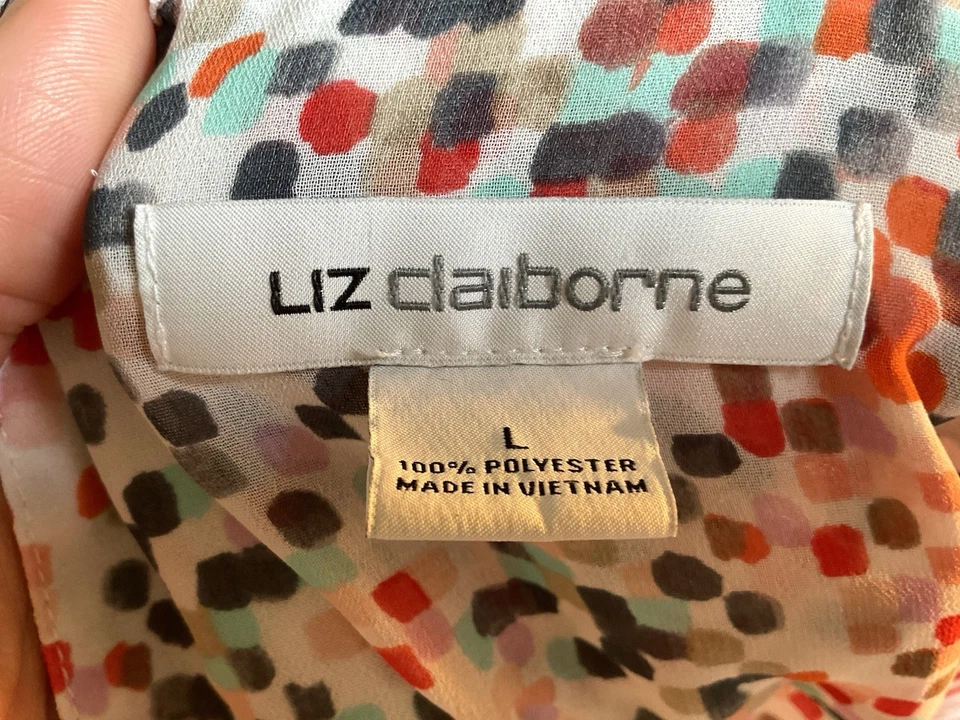 LIZ claiborne
L
100% POLYESTER
MADE IN VIETNAM